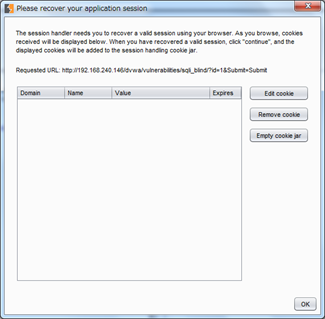 Please recover your application session
The session handler needs you to recover a valid session using your browser. As you browse, cookies
received will be displayed below. When you have recovered a valid session, click "continue", and the
displayed cookies will be added to the session handling cookie jar.
Requested URL: http://192.168.240.146/dvwa/vulnerabilities/sqli_blind/?id=1&Submit=Submit
Domain Name Value Expires
Edit cookie
Remove cookie
Empty cookie jar
OK